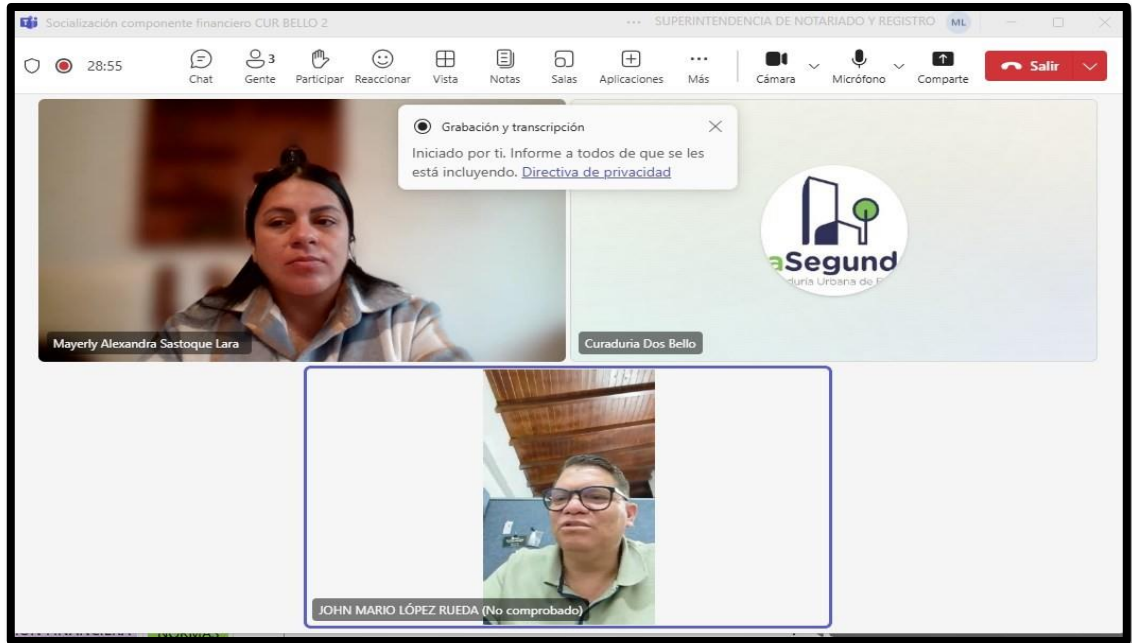 Socialización componente financiero CUR BELLO 2
... SUPERINTENDENCIA DE NOTARIADO Y REGISTRO ML
28:55
Chat
3
Gente
Participar
Reaccionar
Vista
Notas
Salas
Aplicaciones
Más
Cámara
Micrófono
Comparte
Salir
Grabación y transcripción
Iniciado por ti. Informe a todos de que se les
está incluyendo. Directiva de privacidad
aSegund
duría Urbana de
Mayerly Alexandra Sastoque Lara
Curaduria Dos Bello
JOHN MARIO LÓPEZ RUEDA (No comprobado)